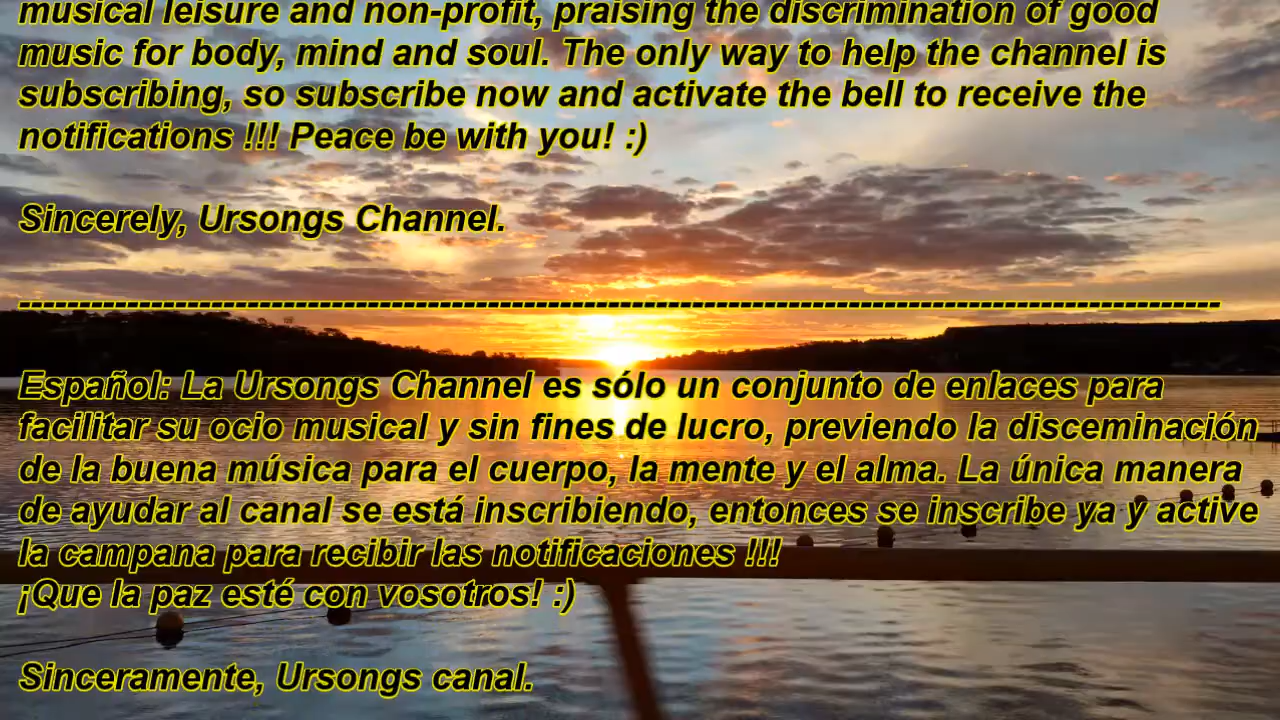 musical leisure and non-profit, praising the discrimination of good
music for body, mind and soul. The only way to help the channel is
subscribing, so subscribe now and activate the bell to receive the
notifications !!! Peace be with you! :)
Sincerely, Ursongs Channel.
----------------------------------------------------------------------------------------------------
Español: La Ursongs Channel es sólo un conjunto de enlaces para
facilitar su ocio musical y sin fines de lucro, previendo la disceminación
de la buena música para el cuerpo, la mente y el alma. La única manera
de ayudar al canal se está inscribiendo, entonces se inscribe ya y active
la campana para recibir las notificaciones !!!
¡Que la paz esté con vosotros! :)
Sinceramente, Ursongs canal.